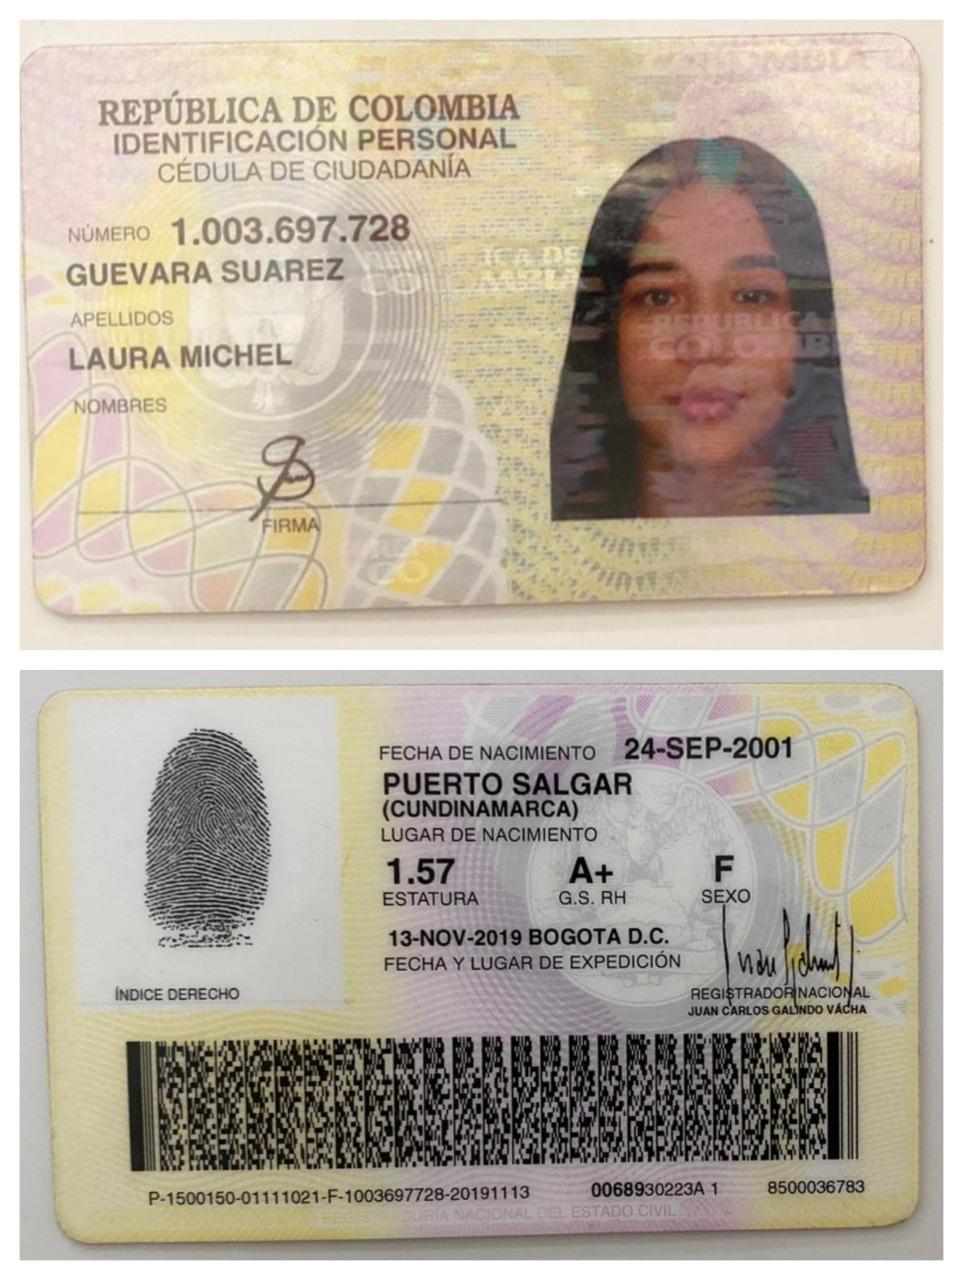 REPÚBLICA DE COLOMBIA
IDENTIFICACIÓN PERSONAL
CÉDULA DE CIUDADANÍA
NÚMERO 1.003.697.728
GUEVARA SUAREZ
APELLIDOS
LAURA MICHEL
NOMBRES
FIRMA
REPUBLICA
COLOMB
FECHA DE NACIMIENTO 24-SEP-2001
PUERTO SALGAR
(CUNDINAMARCA)
LUGAR DE NACIMIENTO
1.57 A+ F
ESTATURA G.S. RH SEXO
13-NOV-2019 BOGOTA D.C.
FECHA Y LUGAR DE EXPEDICIÓN
REGISTRADOR NACIONAL
JUAN CARLOS GALINDO VÁCHA
ÍNDICE DERECHO
P-1500150-01111021-F-1003697728-20191113 0068930223A 1 8500036783
REGISTRADURIA NACIONAL DEL ESTADO CIVIL